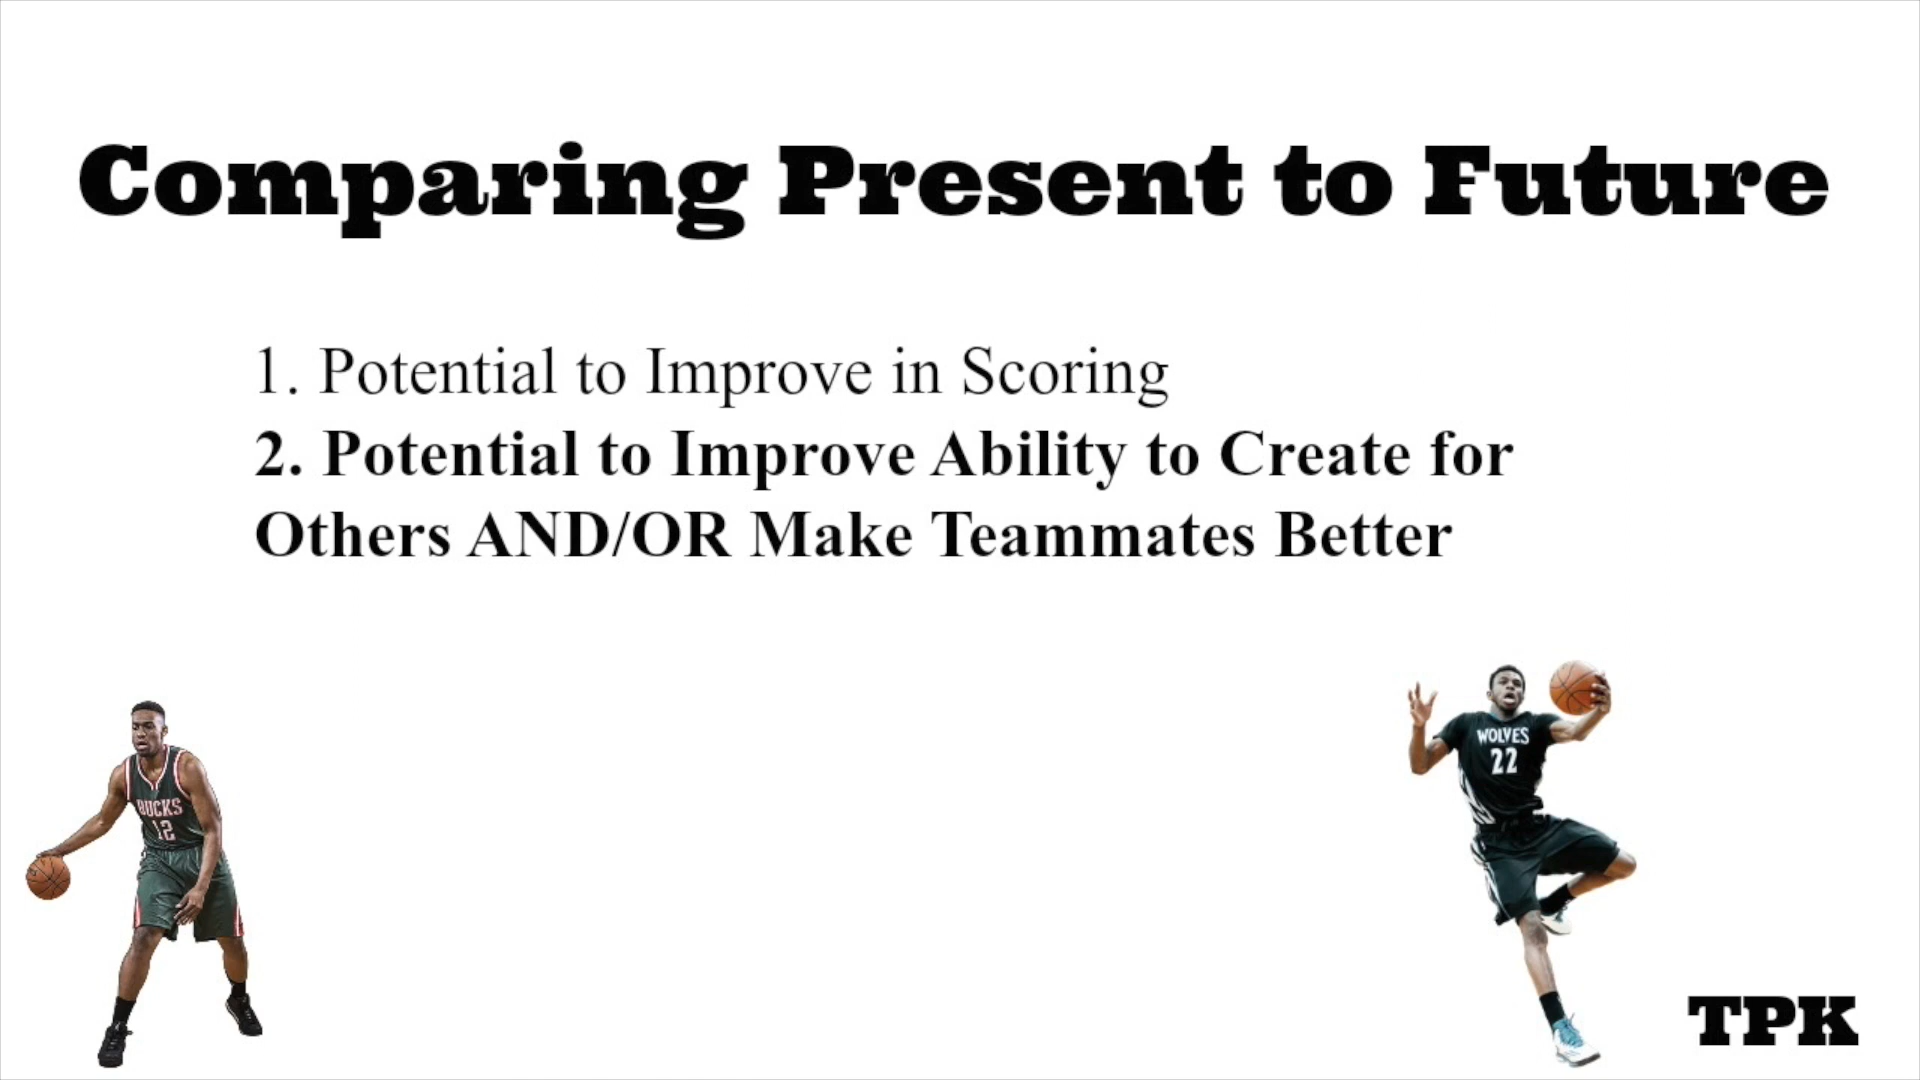 Comparing Present to Future
1. Potential to Improve in Scoring
2. Potential to Improve Ability to Create for
Others AND/OR Make Teammates Better
WOLVES
22
BUCKS
12
TPK